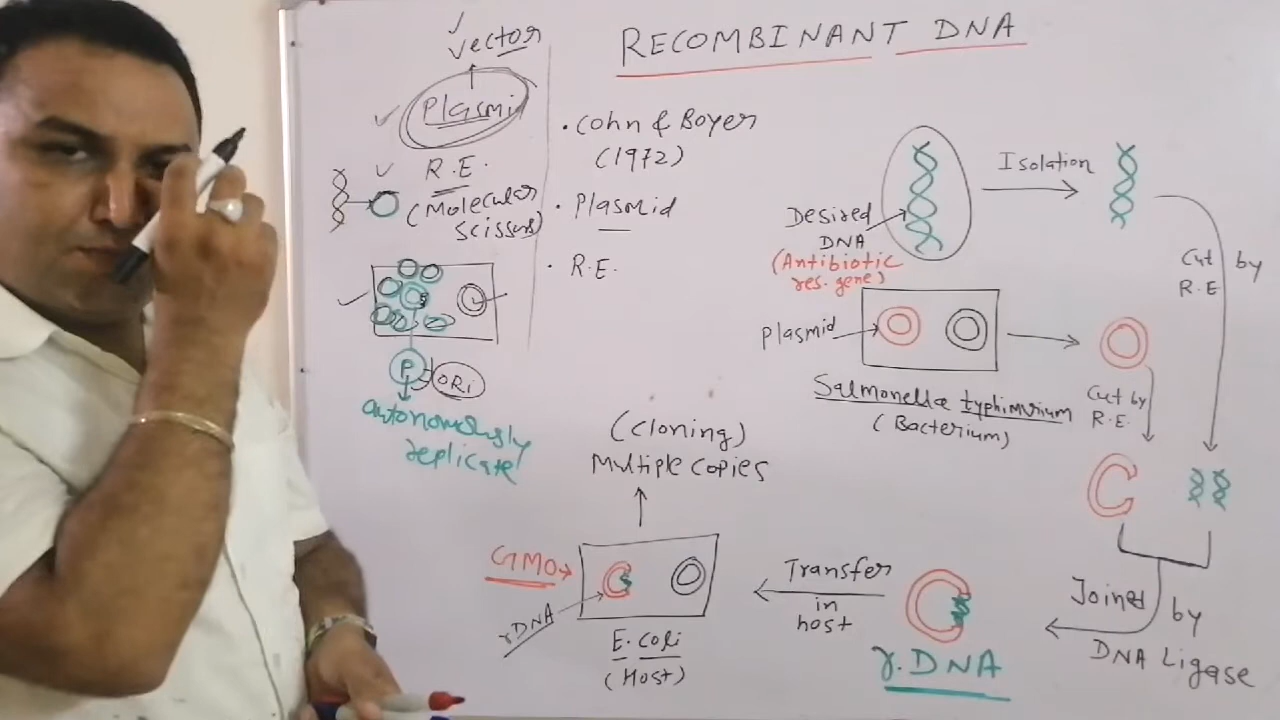 RECOMBINANT DNA
Vector
Plasmid
R.E.
(Molecular
scissors)
P
ORi
autonomously
replicate
• Cohn & Boyer
(1972)
• Plasmid
• R.E.
Desired
DNA
(Antibiotic
res. gene)
Isolation
Cut by
R.E
Plasmid
Salmonella typhimurium
(Bacterium)
Cut by
R.E.
Joined by
DNA Ligase
r.DNA
Transfer
in
host
(Cloning)
Multiple copies
GMO
rDNA
E. coli
(Host)